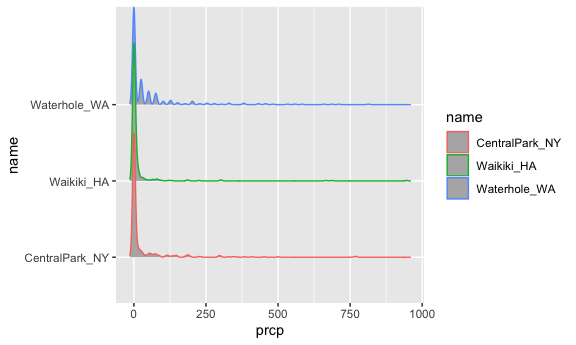 name
Waterhole_WA
Waikiki_HA
CentralPark_NY
0
250
500
750
1000
prcp
name
CentralPark_NY
Waikiki_HA
Waterhole_WA